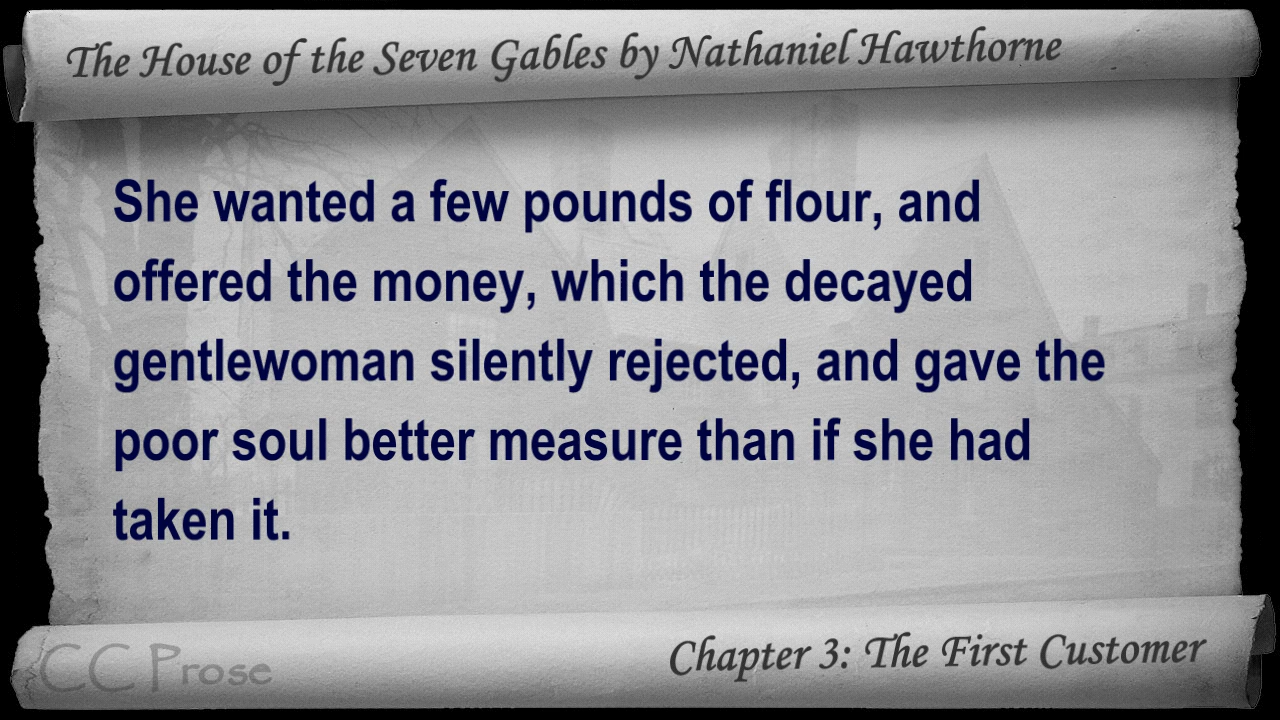 The House of the Seven Gables by Nathaniel Hawthorne
She wanted a few pounds of flour, and
offered the money, which the decayed
gentlewoman silently rejected, and gave the
poor soul better measure than if she had
taken it.
CC Prose
Chapter 3: The First Customer